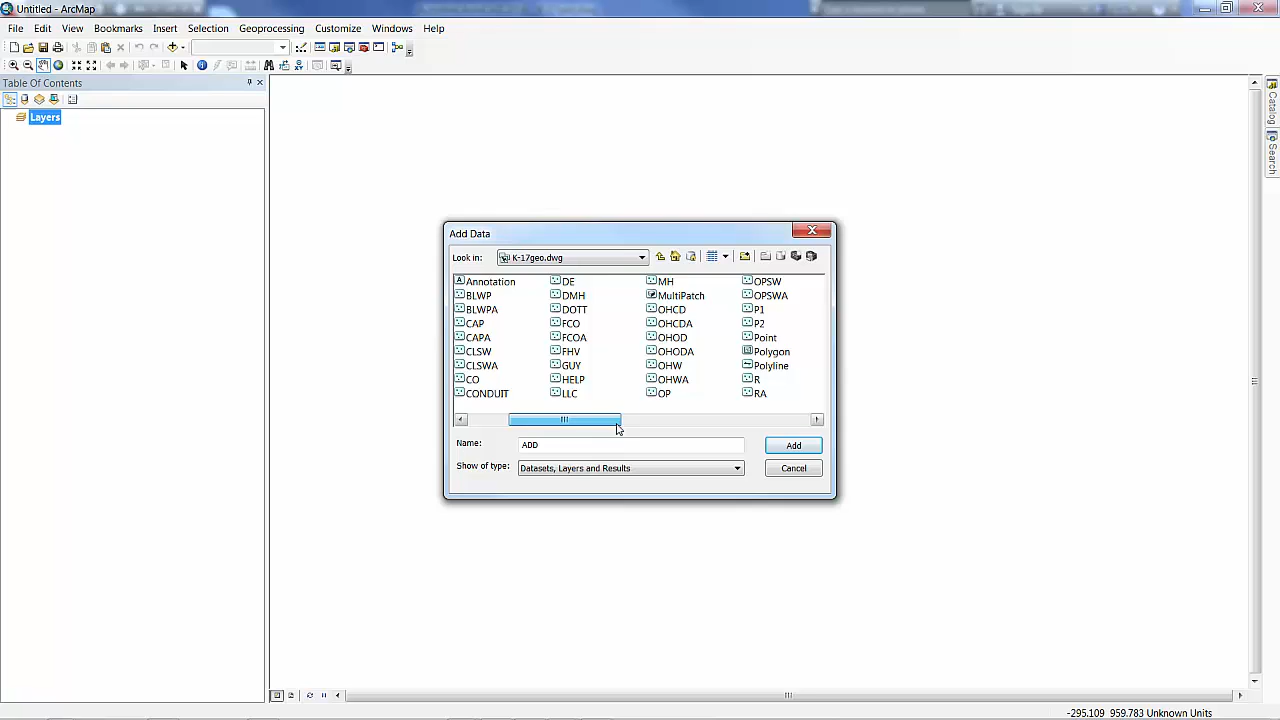 Untitled - ArcMap
File Edit View Bookmarks Insert Selection Geoprocessing Customize Windows Help
Table Of Contents
Layers
Catalog
Search
Add Data
Look in: K-17geo.dwg
Annotation DE MH OPSW
BLWP DMH MultiPatch OPSWA
BLWPA DOTT OHCD P1
CAP FCO OHCDA P2
CAPA FCOA OHOD Point
CLSW FHV OHODA Polygon
CLSWA GUY OHW Polyline
CO HELP OHWA R
CONDUIT LLC OP RA
Name: ADD Add
Show of type: Datasets, Layers and Results Cancel
-295.109 959.783 Unknown Units